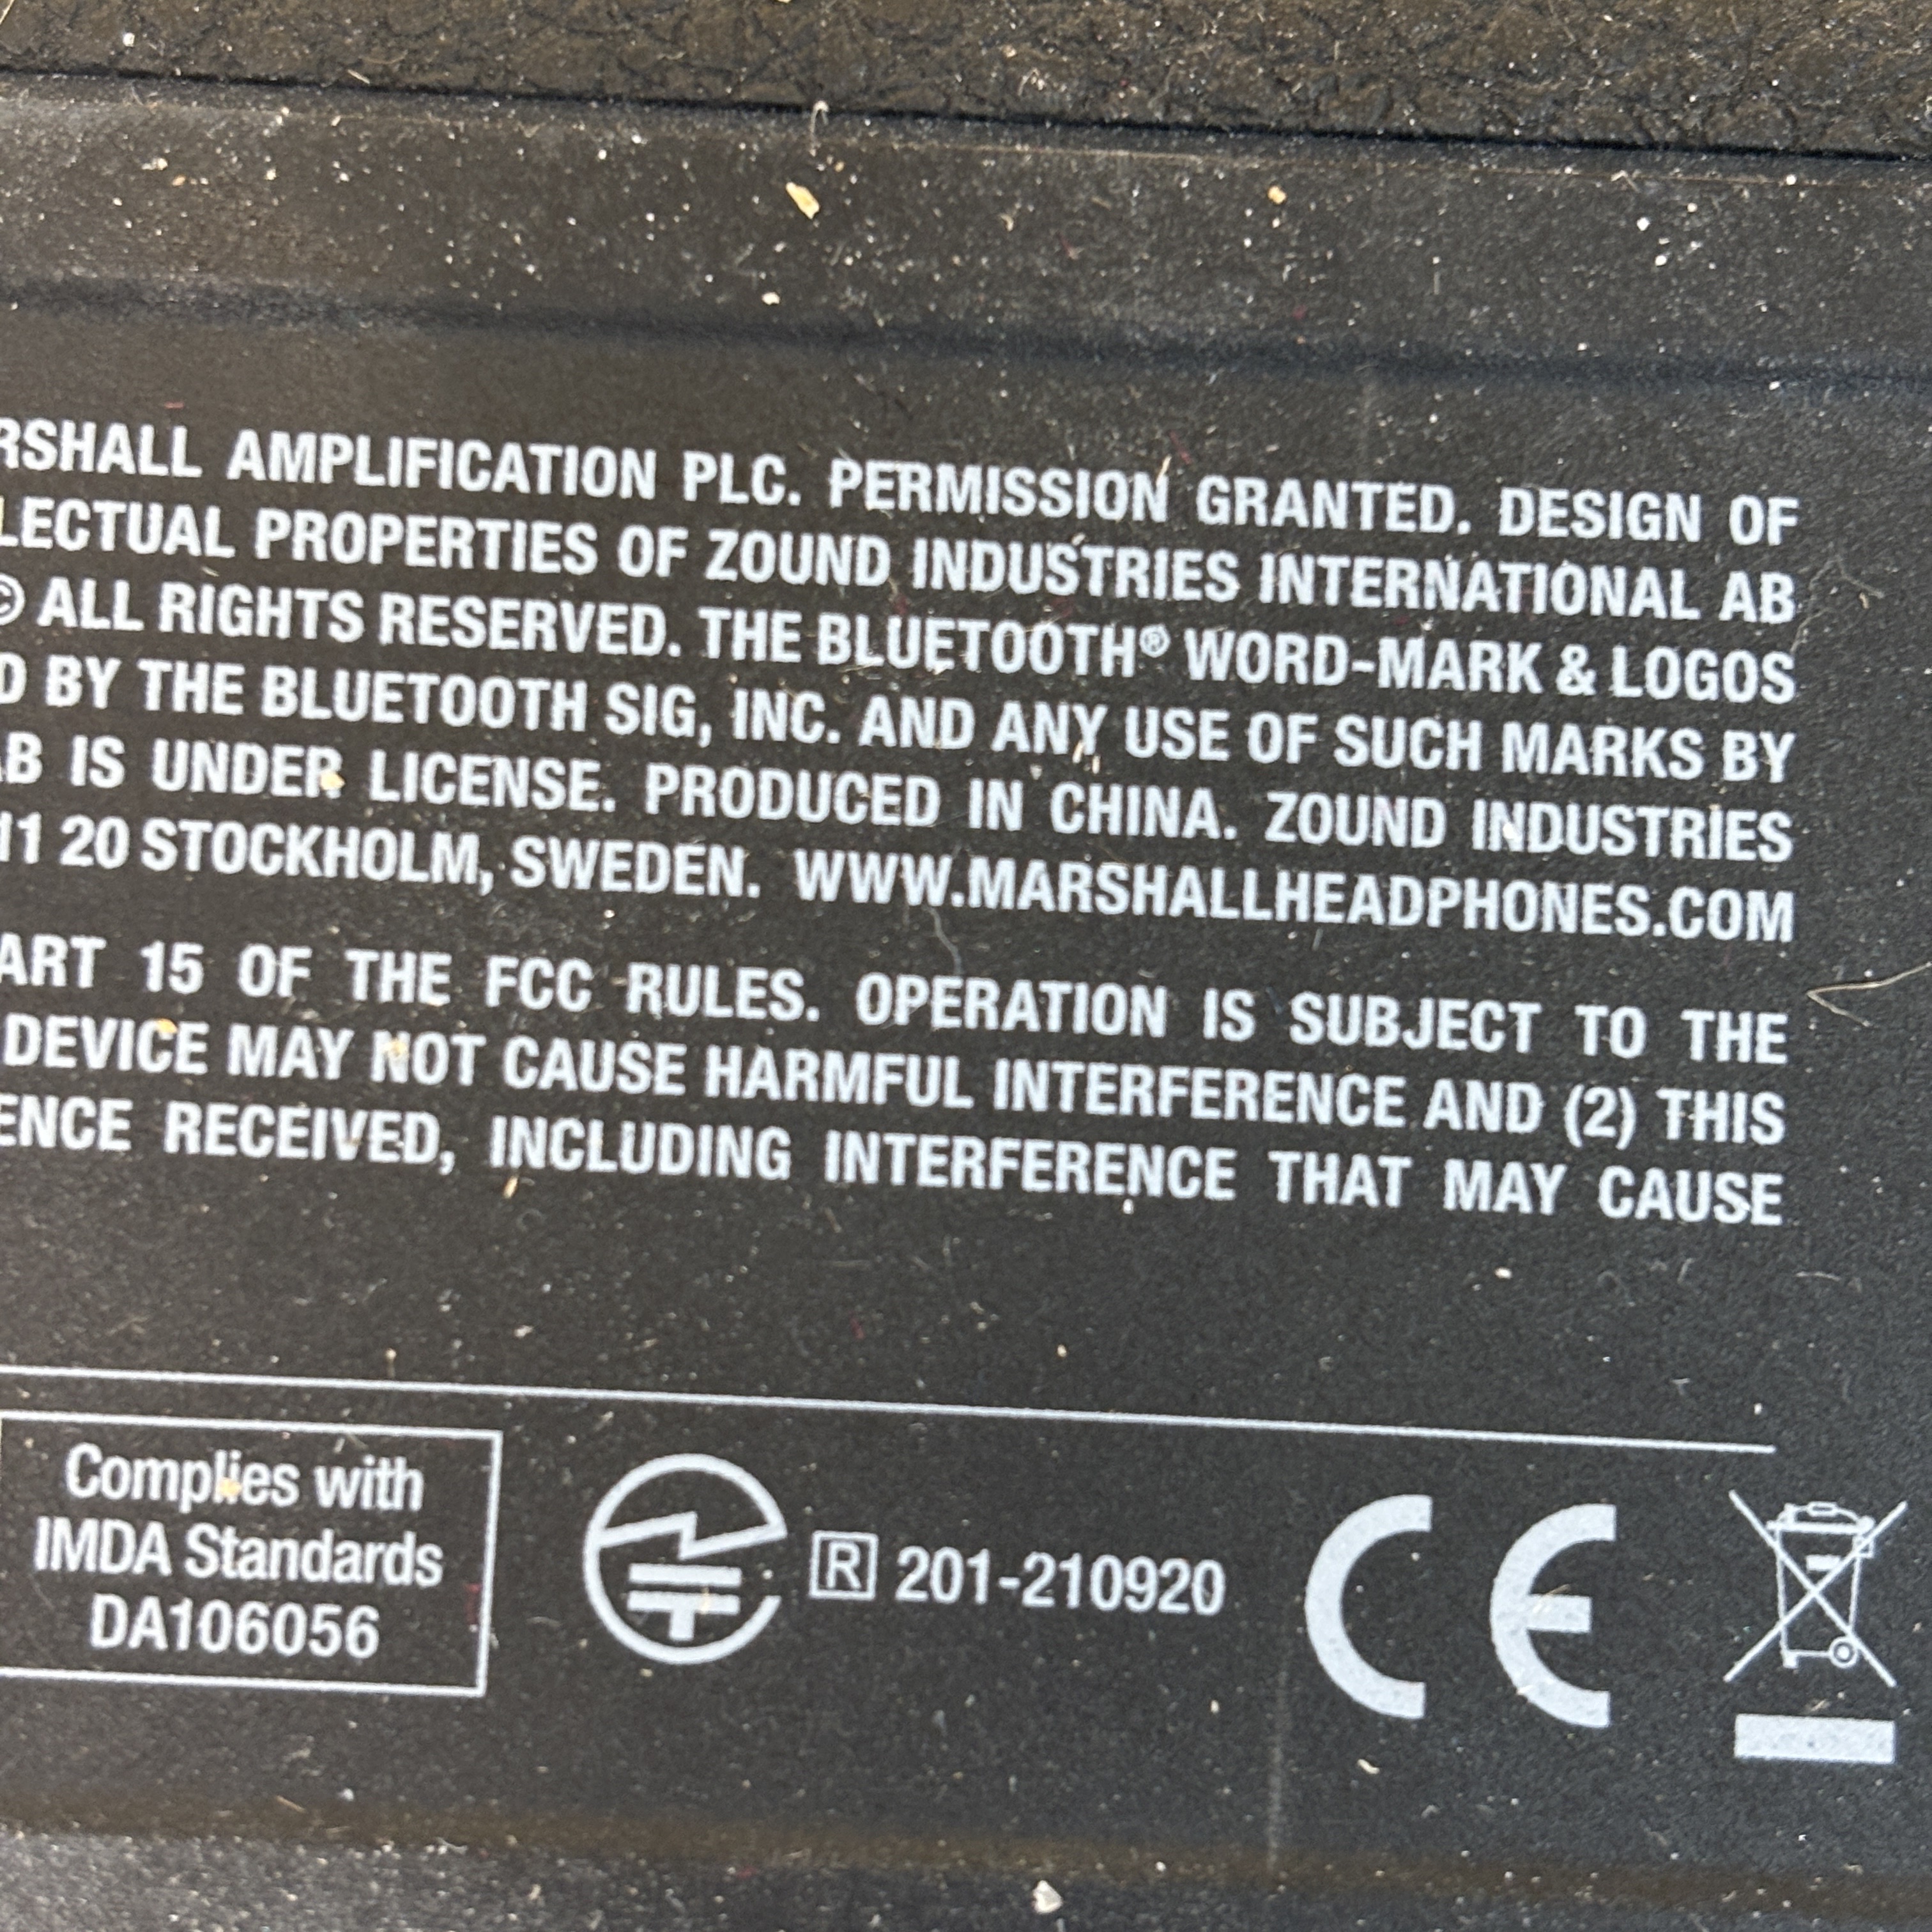 RSHALL AMPLIFICATION PLC. PERMISSION GRANTED. DESIGN OF
LECTUAL PROPERTIES OF ZOUND INDUSTRIES INTERNATIONAL AB
© ALL RIGHTS RESERVED. THE BLUETOOTH® WORD-MARK & LOGOS
D BY THE BLUETOOTH SIG, INC. AND ANY USE OF SUCH MARKS BY
AB IS UNDER LICENSE. PRODUCED IN CHINA. ZOUND INDUSTRIES
11 20 STOCKHOLM, SWEDEN. WWW.MARSHALLHEADPHONES.COM
ART 15 OF THE FCC RULES. OPERATION IS SUBJECT TO THE
DEVICE MAY NOT CAUSE HARMFUL INTERFERENCE AND (2) THIS
ENCE RECEIVED, INCLUDING INTERFERENCE THAT MAY CAUSE
Complies with
IMDA Standards
DA106056
R 201-210920
CE